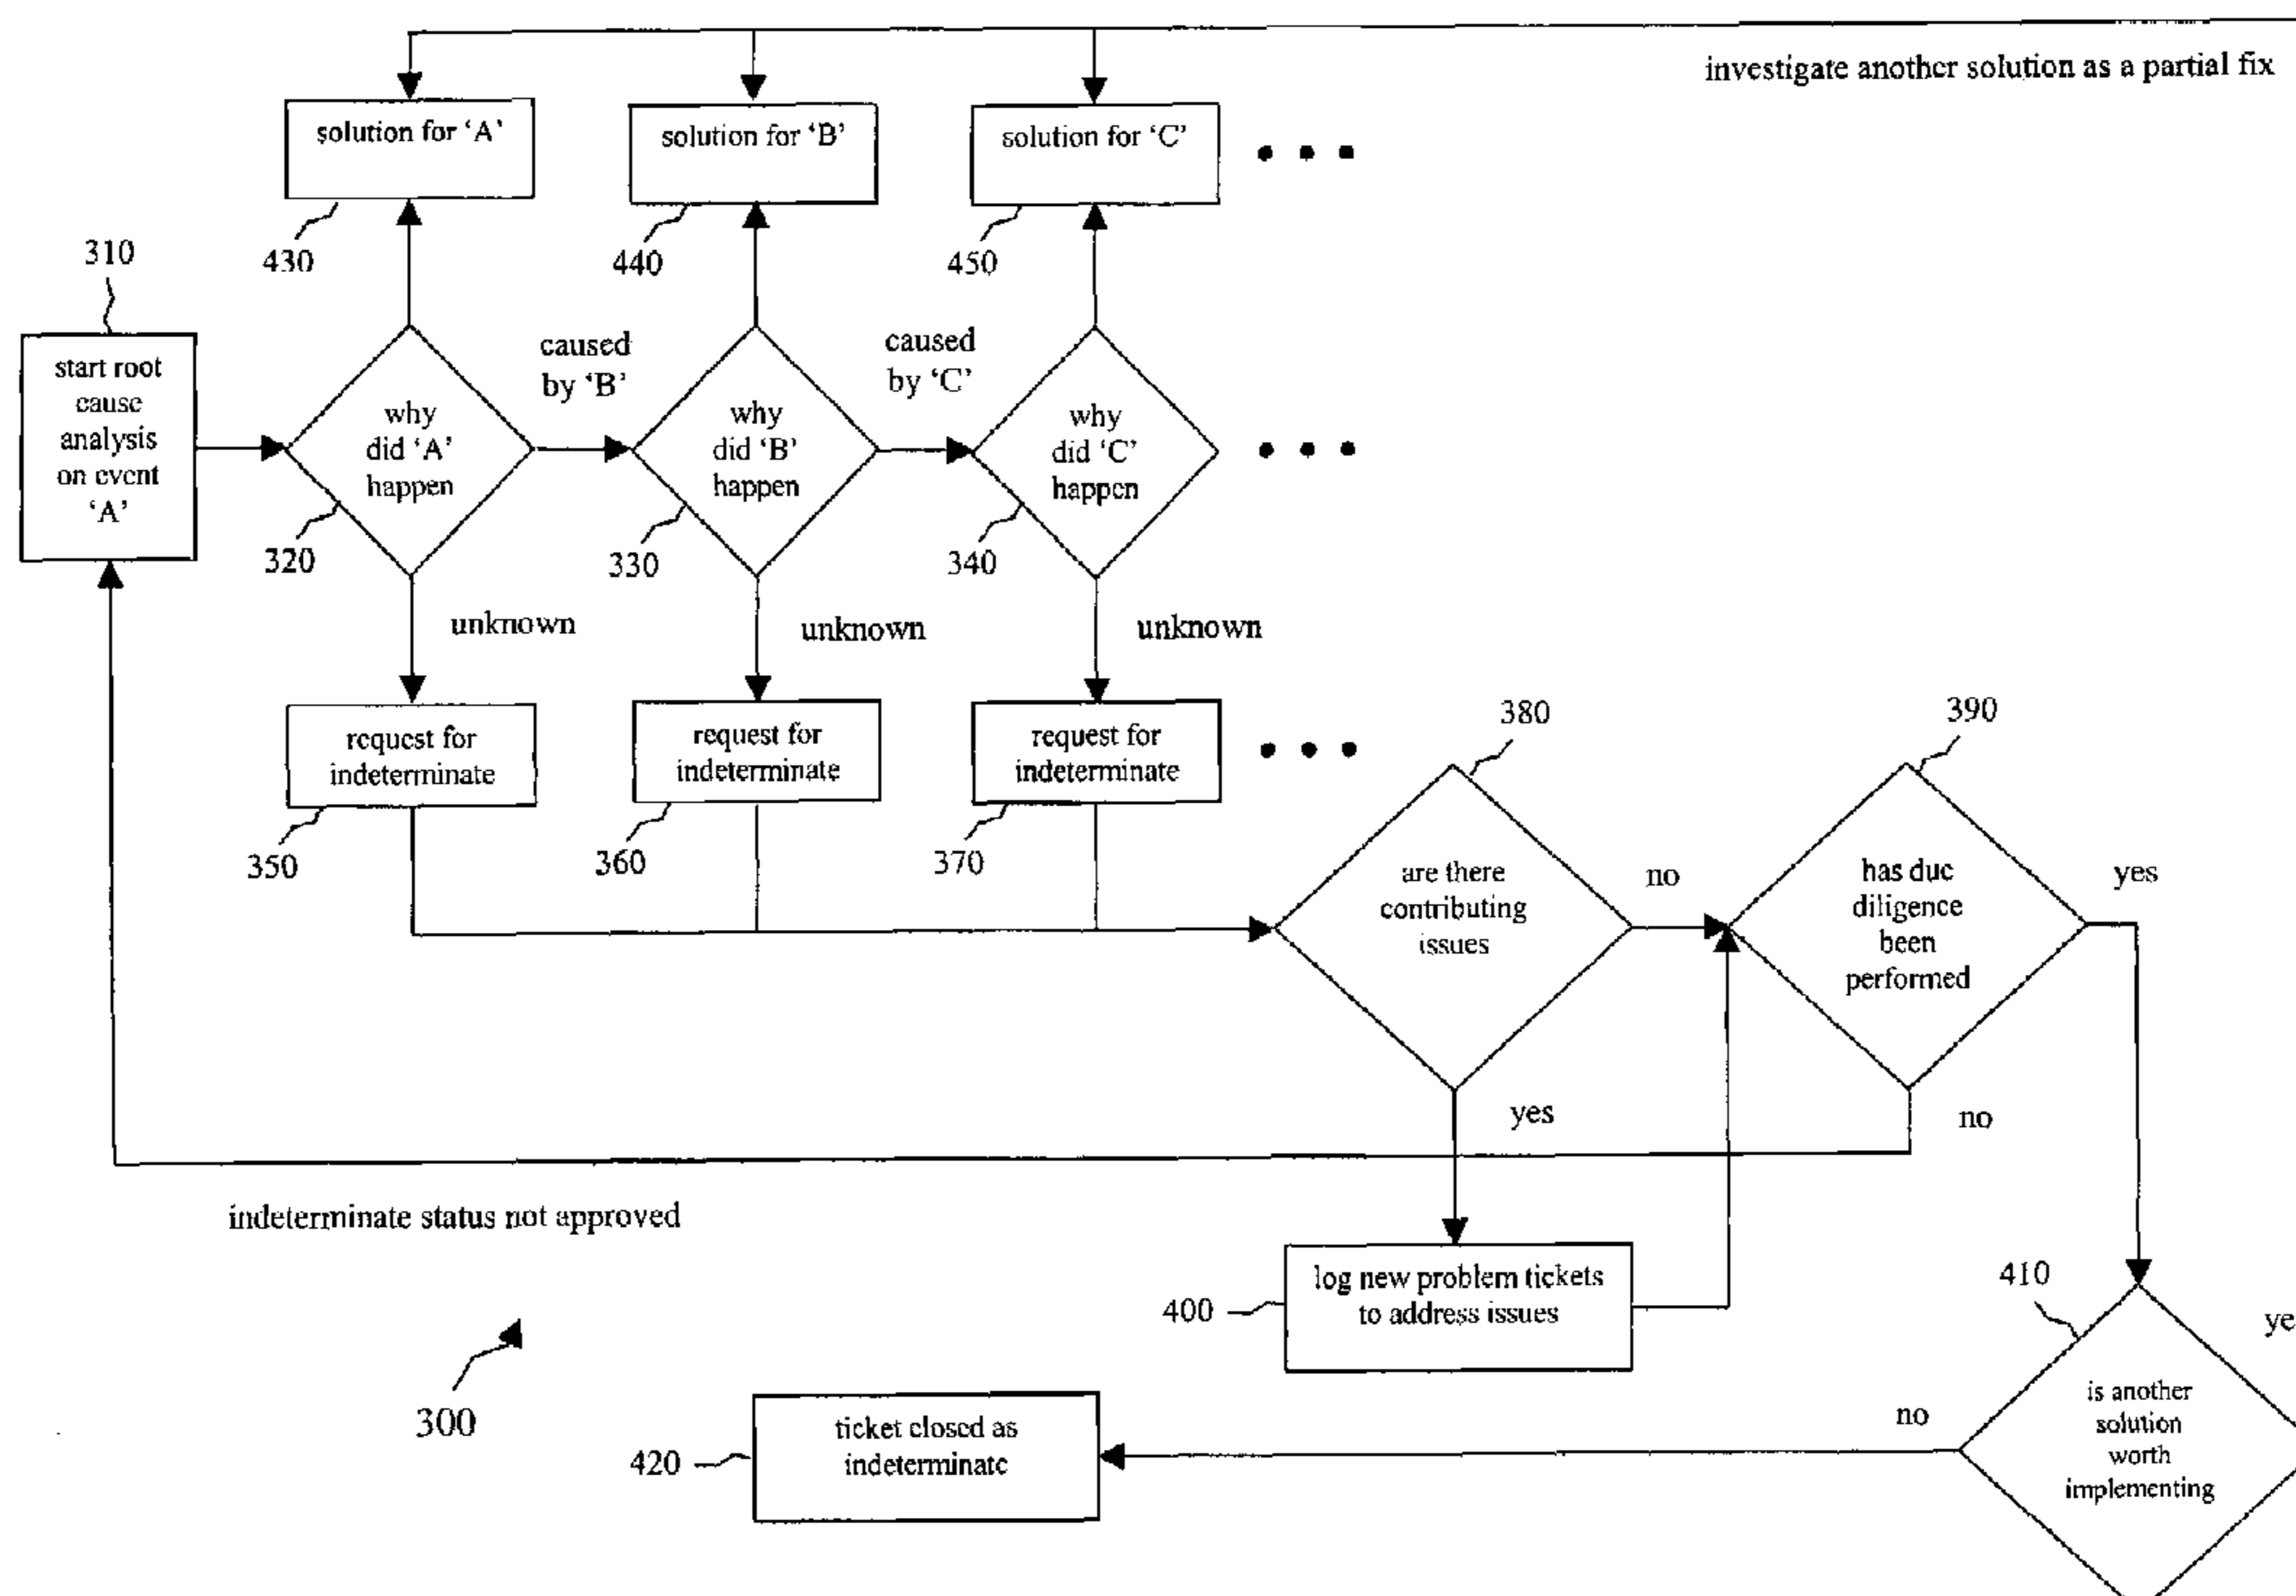 investigate another solution as a partial fix
solution for ‘A’
solution for ‘B’
solution for ‘C’
430
440
450
310
start root
cause
analysis
on event
‘A’
why
did ‘A’
happen
320
caused
by ‘B’
why
did ‘B’
happen
330
caused
by ‘C’
why
did ‘C’
happen
340
unknown
unknown
unknown
request for
indeterminate
350
request for
indeterminate
360
request for
indeterminate
370
380
are there
contributing
issues
no
yes
390
has due
diligence
been
performed
yes
no
indeterminate status not approved
log new problem tickets
to address issues
400
410
is another
solution
worth
implementing
ye
no
300
ticket closed as
indeterminate
420